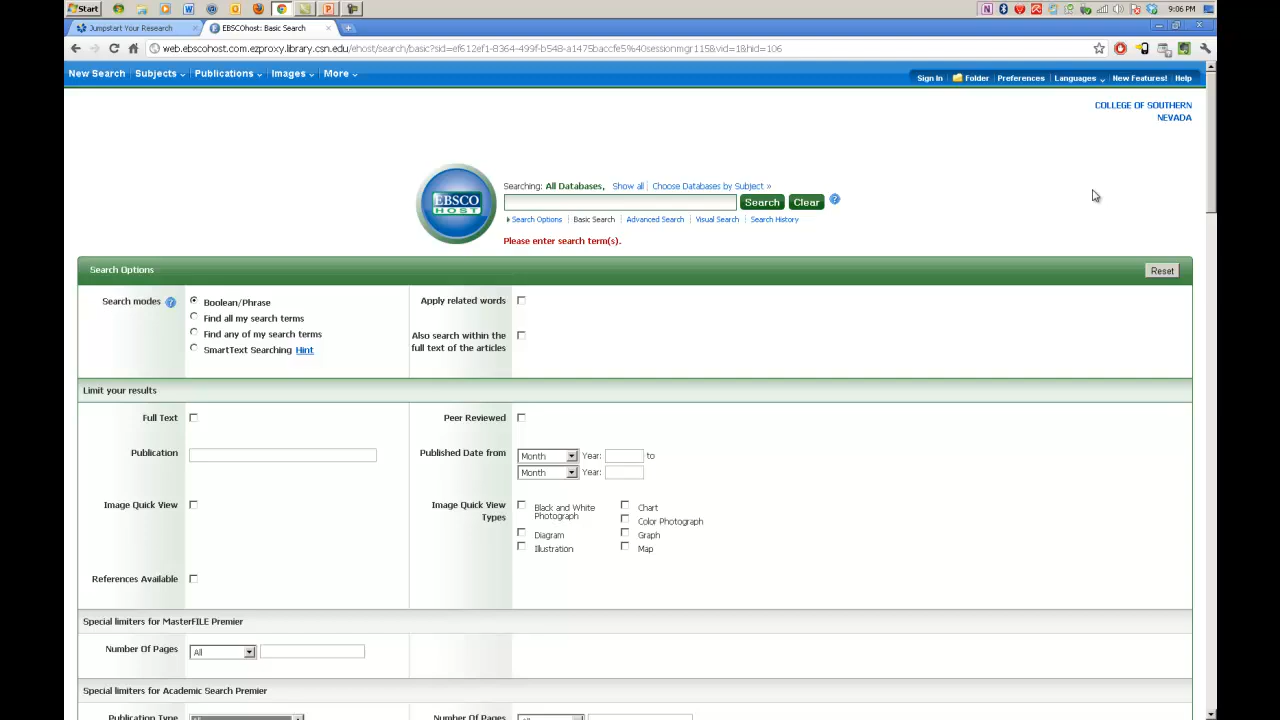 Start
9:06 PM
Jumpstart Your Research
EBSCOhost: Basic Search
web.ebscohost.com.ezproxy.library.csn.edu/ehost/search/basic?sid=ef612ef1-8364-499f-b548-a1475baccfe5%40sessionmgr115&vid=1&hid=106
New Search Subjects Publications Images More
Sign In Folder Preferences Languages New Features! Help
COLLEGE OF SOUTHERN
NEVADA
EBSCO
HOST
Searching: All Databases, Show all Choose Databases by Subject »
Search Clear
Search Options Basic Search Advanced Search Visual Search Search History
Please enter search term(s).
Search Options
Reset
Search modes
Boolean/Phrase
Find all my search terms
Find any of my search terms
SmartText Searching Hint
Apply related words
Also search within the
full text of the articles
Limit your results
Full Text
Peer Reviewed
Publication
Published Date from
Month Year: to
Month Year:
Image Quick View
Image Quick View
Types
Black and White
Photograph
Chart
Color Photograph
Diagram
Graph
Illustration
Map
References Available
Special limiters for MasterFILE Premier
Number Of Pages
All
Special limiters for Academic Search Premier
Publication Type
Number Of Pages